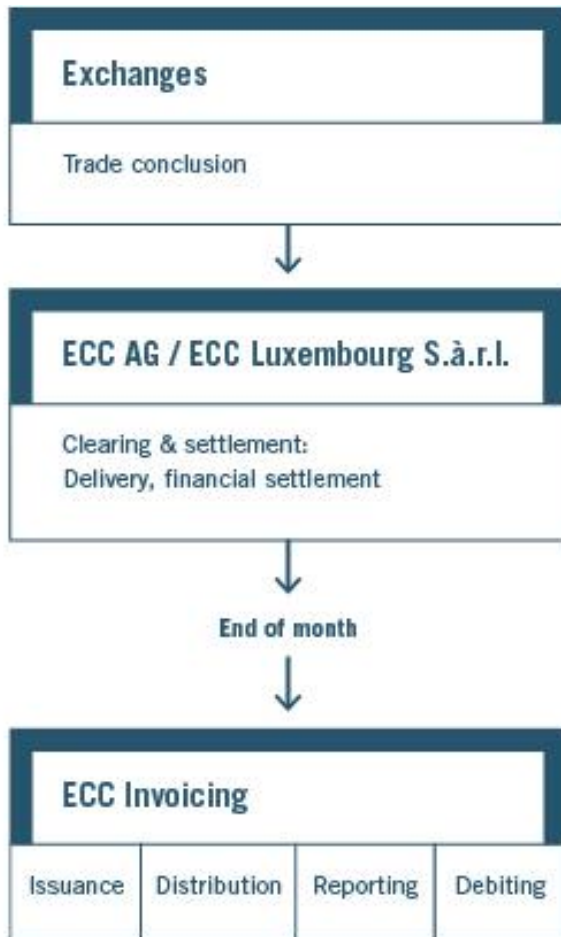 Exchanges
Trade conclusion
ECC AG / ECC Luxembourg S.à.r.l.
Clearing & settlement:
Delivery, financial settlement
End of month
ECC Invoicing
Issuance Distribution Reporting Debiting